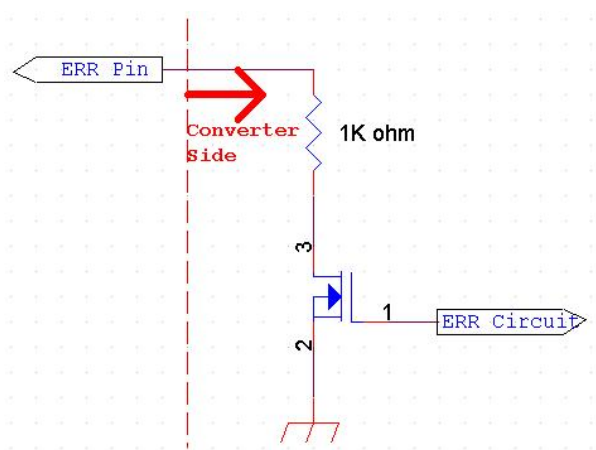 ERR Pin
Converter
Side
1K ohm
3
1
ERR Circuit
2